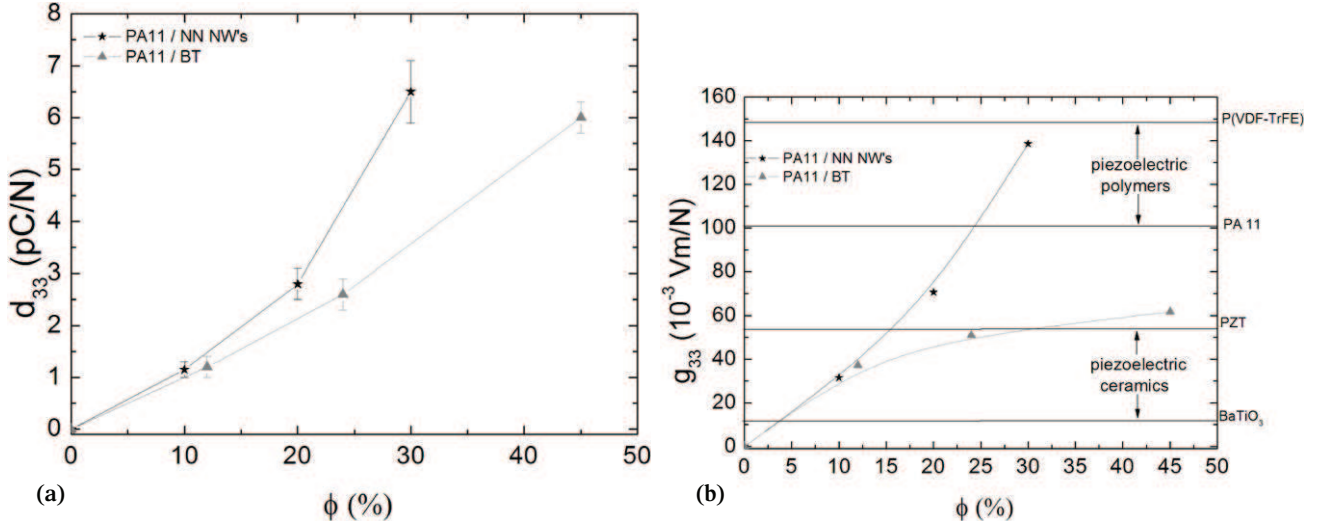 8
7
6
5
4
3
2
1
0
d33 (pC/N)
PA11 / NN NW's
PA11 / BT
0 10 20 30 40 50
(a)
ϕ (%)
160
140
120
100
80
60
40
20
0
g33 (10-3 Vm/N)
PA11 / NN NW's
PA11 / BT
P(VDF-TrFE)
piezoelectric
polymers
PA 11
PZT
piezoelectric
ceramics
BaTiO3
0 5 10 15 20 25 30 35 40 45 50
(b)
ϕ (%)